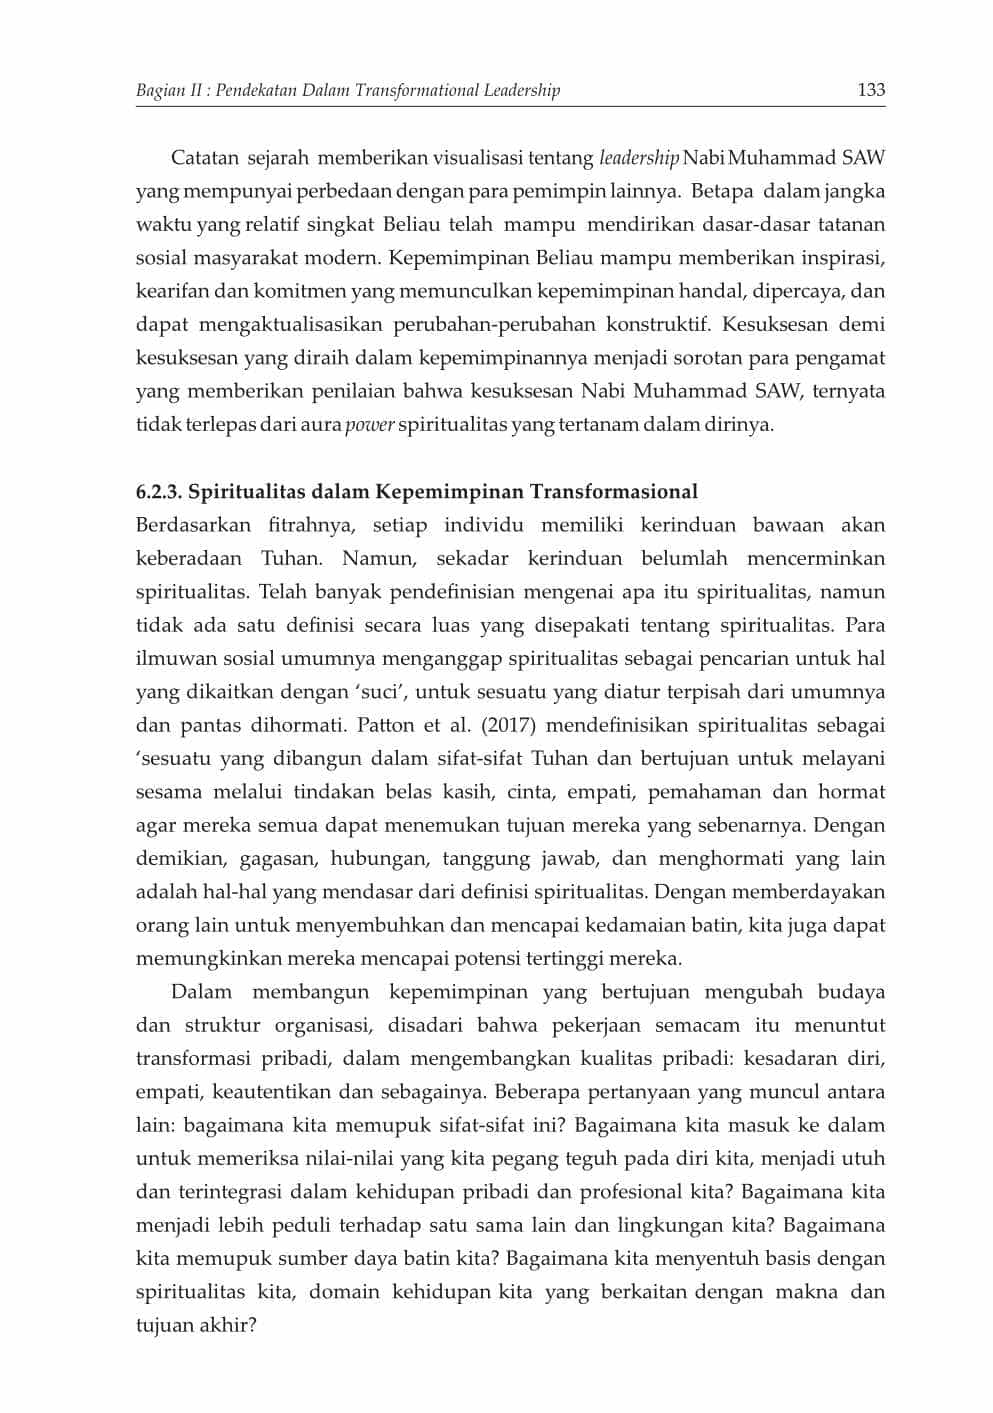 Bagian II : Pendekatan Dalam Transformational Leadership 133
Catatan sejarah memberikan visualisasi tentang leadership Nabi Muhammad SAW
yang mempunyai perbedaan dengan para pemimpin lainnya. Betapa dalam jangka
waktu yang relatif singkat Beliau telah mampu mendirikan dasar-dasar tatanan
sosial masyarakat modern. Kepemimpinan Beliau mampu memberikan inspirasi,
kearifan dan komitmen yang memunculkan kepemimpinan handal, dipercaya, dan
dapat mengaktualisasikan perubahan-perubahan konstruktif. Kesuksesan demi
kesuksesan yang diraih dalam kepemimpinannya menjadi sorotan para pengamat
yang memberikan penilaian bahwa kesuksesan Nabi Muhammad SAW, ternyata
tidak terlepas dari aura power spiritualitas yang tertanam dalam dirinya.
6.2.3. Spiritualitas dalam Kepemimpinan Transformasional
Berdasarkan fitrahnya, setiap individu memiliki kerinduan bawaan akan
keberadaan Tuhan. Namun, sekadar kerinduan belumlah mencerminkan
spiritualitas. Telah banyak pendefinisian mengenai apa itu spiritualitas, namun
tidak ada satu definisi secara luas yang disepakati tentang spiritualitas. Para
ilmuwan sosial umumnya menganggap spiritualitas sebagai pencarian untuk hal
yang dikaitkan dengan ‘suci’, untuk sesuatu yang diatur terpisah dari umumnya
dan pantas dihormati. Patton et al. (2017) mendefinisikan spiritualitas sebagai
‘sesuatu yang dibangun dalam sifat-sifat Tuhan dan bertujuan untuk melayani
sesama melalui tindakan belas kasih, cinta, empati, pemahaman dan hormat
agar mereka semua dapat menemukan tujuan mereka yang sebenarnya. Dengan
demikian, gagasan, hubungan, tanggung jawab, dan menghormati yang lain
adalah hal-hal yang mendasar dari definisi spiritualitas. Dengan memberdayakan
orang lain untuk menyembuhkan dan mencapai kedamaian batin, kita juga dapat
memungkinkan mereka mencapai potensi tertinggi mereka.
Dalam membangun kepemimpinan yang bertujuan mengubah budaya
dan struktur organisasi, disadari bahwa pekerjaan semacam itu menuntut
transformasi pribadi, dalam mengembangkan kualitas pribadi: kesadaran diri,
empati, keautentikan dan sebagainya. Beberapa pertanyaan yang muncul antara
lain: bagaimana kita memupuk sifat-sifat ini? Bagaimana kita masuk ke dalam
untuk memeriksa nilai-nilai yang kita pegang teguh pada diri kita, menjadi utuh
dan terintegrasi dalam kehidupan pribadi dan profesional kita? Bagaimana kita
menjadi lebih peduli terhadap satu sama lain dan lingkungan kita? Bagaimana
kita memupuk sumber daya batin kita? Bagaimana kita menyentuh basis dengan
spiritualitas kita, domain kehidupan kita yang berkaitan dengan makna dan
tujuan akhir?